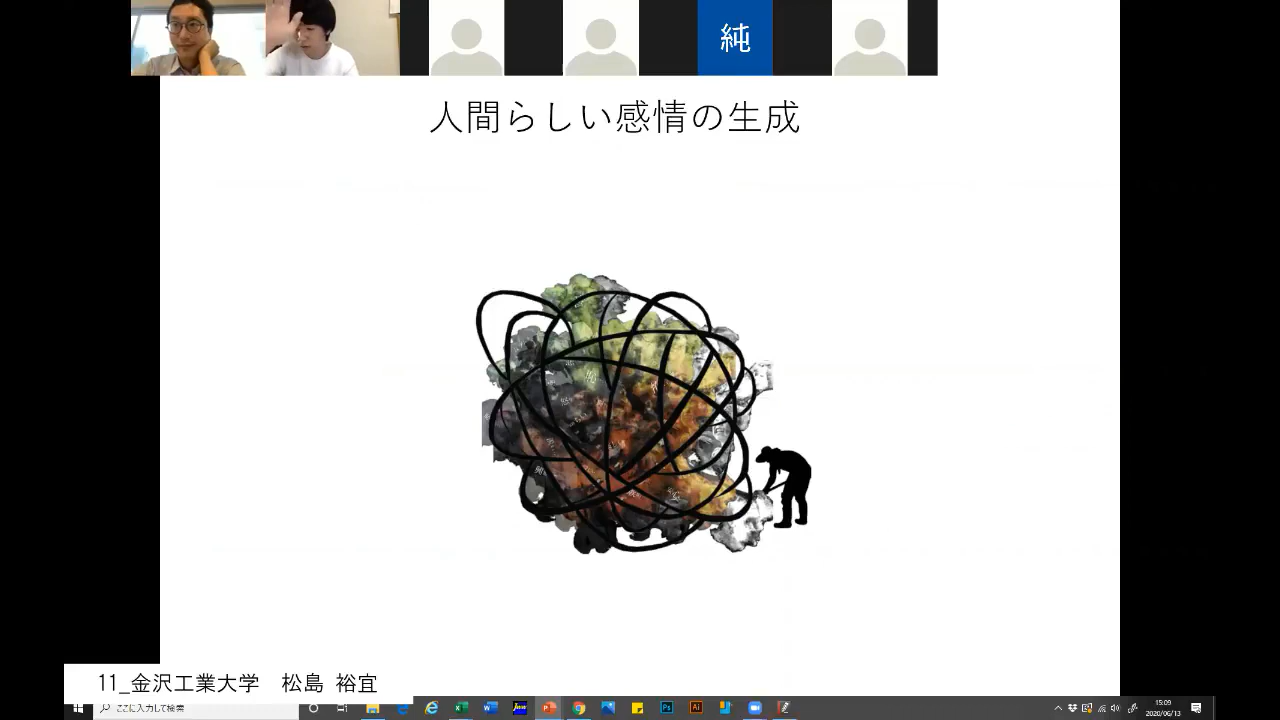 純
人間らしい感情の生成
11_金沢工業大学　松島 裕宜
ここに入力して検索
15:09
2020/06/13